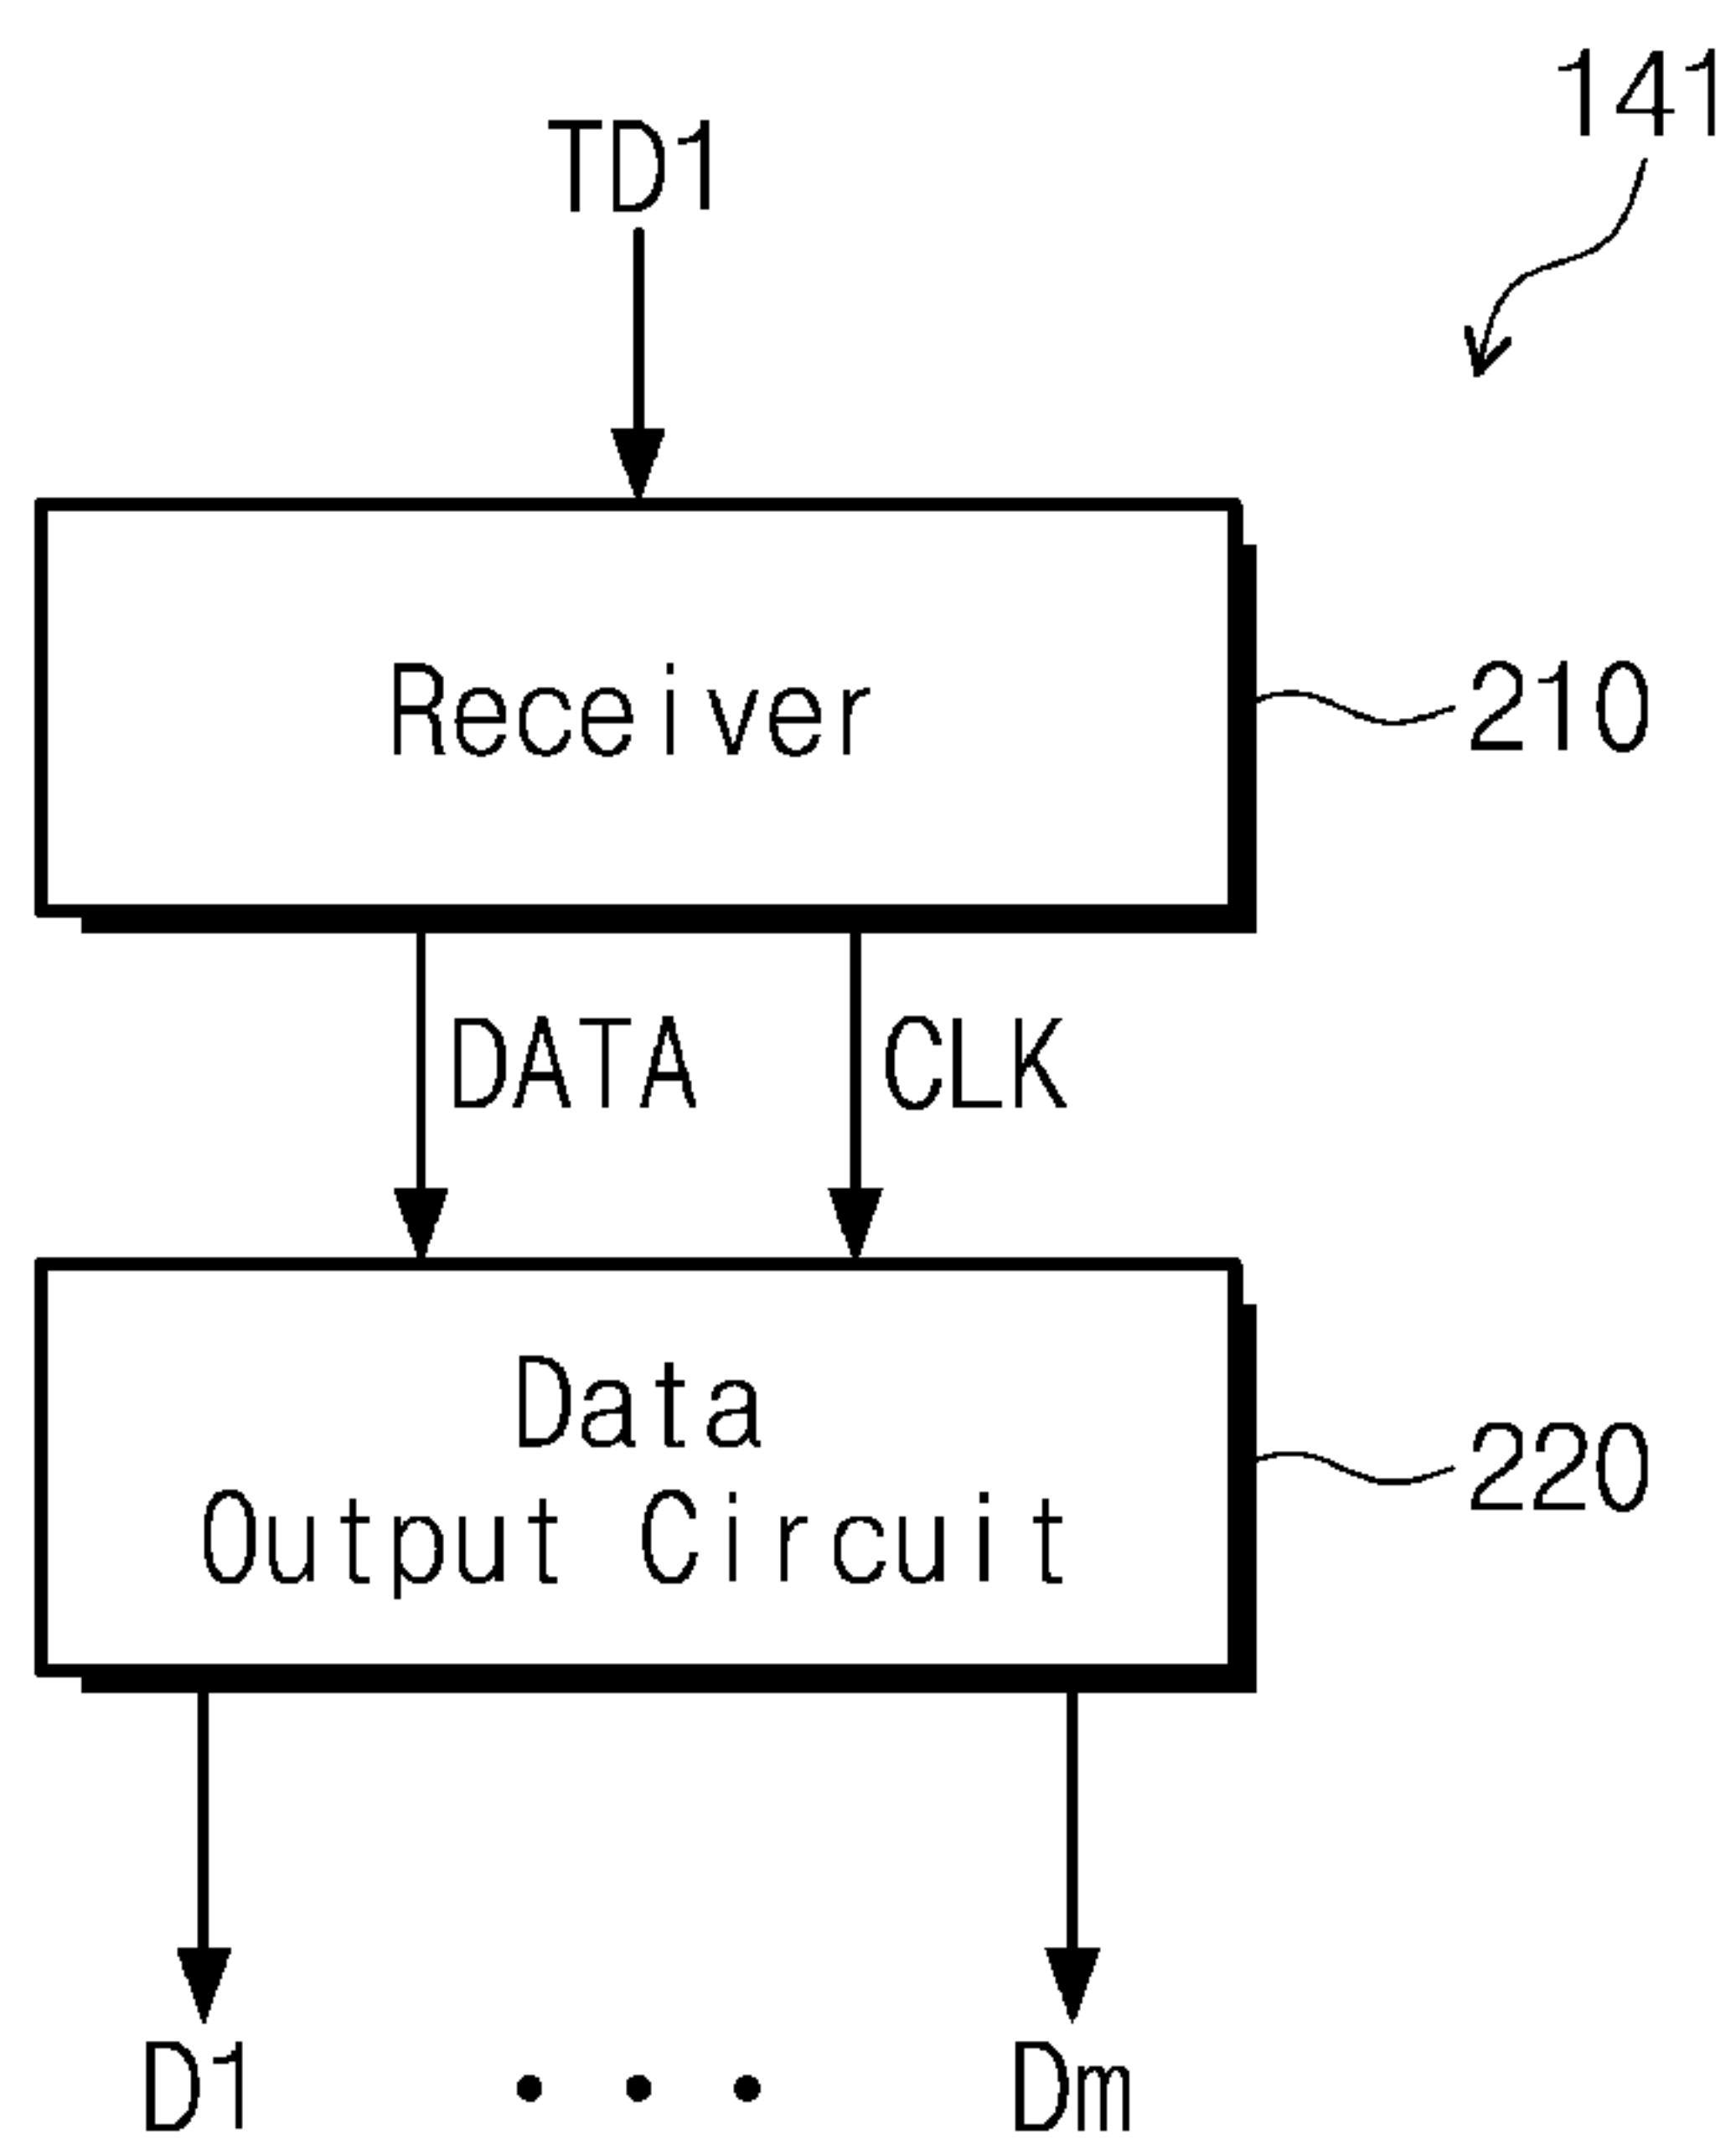 141
TD1
Receiver
210
DATA
CLK
Data
Output Circuit
220
D1 • • • Dm